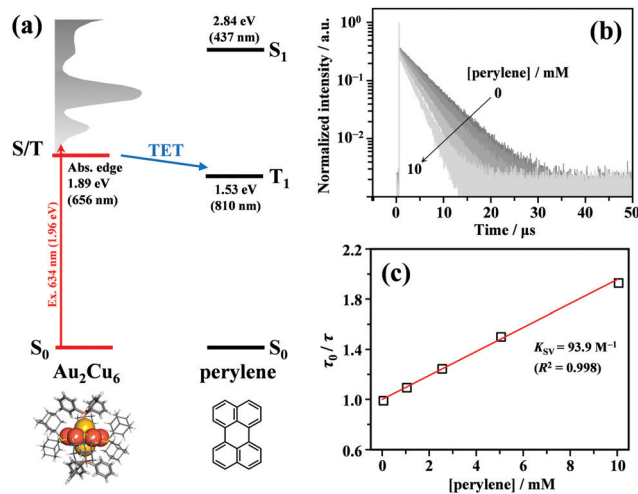 (a)
2.84 eV
(437 nm)
S1
S/T
TET
Abs. edge
1.89 eV
(656 nm)
T1
1.53 eV
(810 nm)
Ex. 634 nm (1.96 eV)
S0
S0
Au2Cu6
perylene
(b)
Normalized intensity / a.u.
10^0
10^-1
10^-2
[perylene] / mM
0
10
0 10 20 30 40 50
Time / µs
(c)
τ0 / τ
2.2
1.8
1.4
1.0
0.6
KSV = 93.9 M^-1
(R^2 = 0.998)
0 2 4 6 8 10
[perylene] / mM